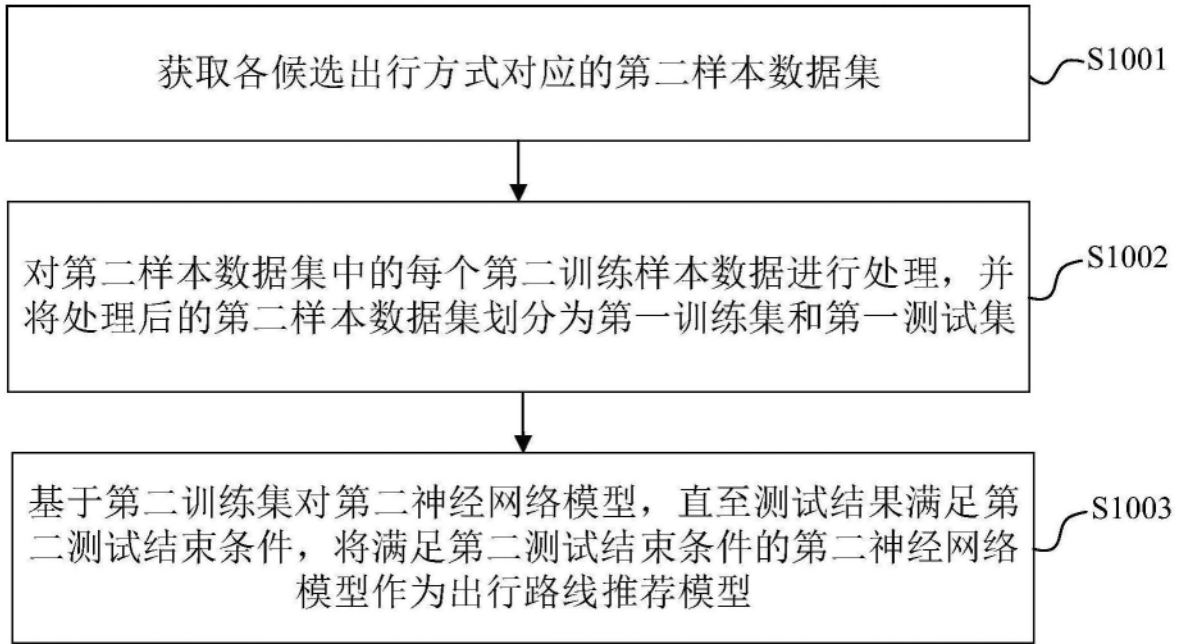 获取各候选出行方式对应的第二样本数据集
S1001
对第二样本数据集中的每个第二训练样本数据进行处理，并
将处理后的第二样本数据集划分为第一训练集和第一测试集
S1002
基于第二训练集对第二神经网络模型，直至测试结果满足第
二测试结束条件，将满足第二测试结束条件的第二神经网络
模型作为出行路线推荐模型
S1003